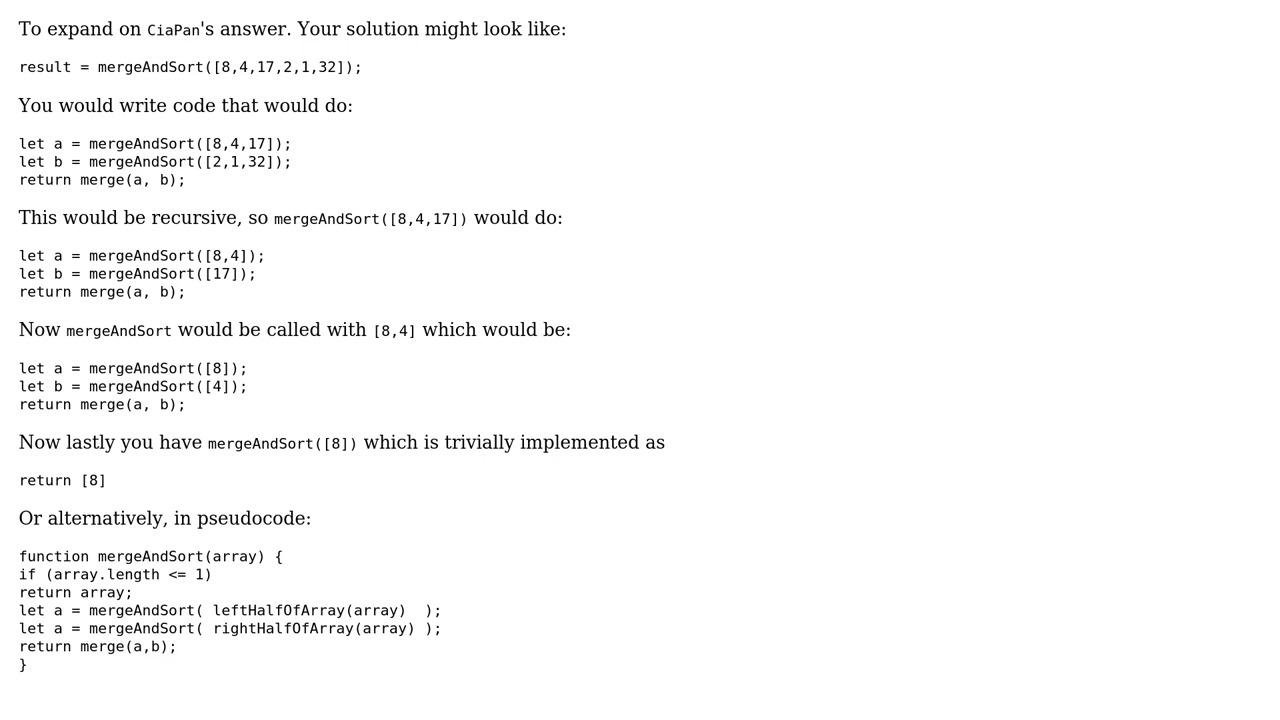 To expand on CiaPan's answer. Your solution might look like:
result = mergeAndSort([8,4,17,2,1,32]);
You would write code that would do:
let a = mergeAndSort([8,4,17]);
let b = mergeAndSort([2,1,32]);
return merge(a, b);
This would be recursive, so mergeAndSort([8,4,17]) would do:
let a = mergeAndSort([8,4]);
let b = mergeAndSort([17]);
return merge(a, b);
Now mergeAndSort would be called with [8,4] which would be:
let a = mergeAndSort([8]);
let b = mergeAndSort([4]);
return merge(a, b);
Now lastly you have mergeAndSort([8]) which is trivially implemented as
return [8]
Or alternatively, in pseudocode:
function mergeAndSort(array) {
if (array.length <= 1)
return array;
let a = mergeAndSort( leftHalfOfArray(array)  );
let a = mergeAndSort( rightHalfOfArray(array) );
return merge(a,b);
}